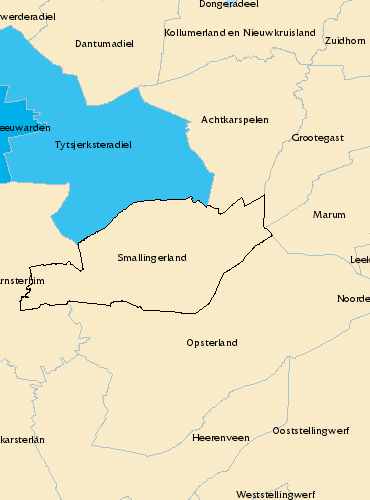 Dongeradeel
werderadiel
Kollumerland en Nieuwkruisland
Dantumadiel
Zuidhorn
Achtkarspelen
eeuwarden
Grootegast
Tytsjerksteradiel
Marum
Smallingerland
Leek
arnsterhim
Noorde
Opsterland
Ooststellingwerf
Heerenveen
karsterlân
Weststellingwerf